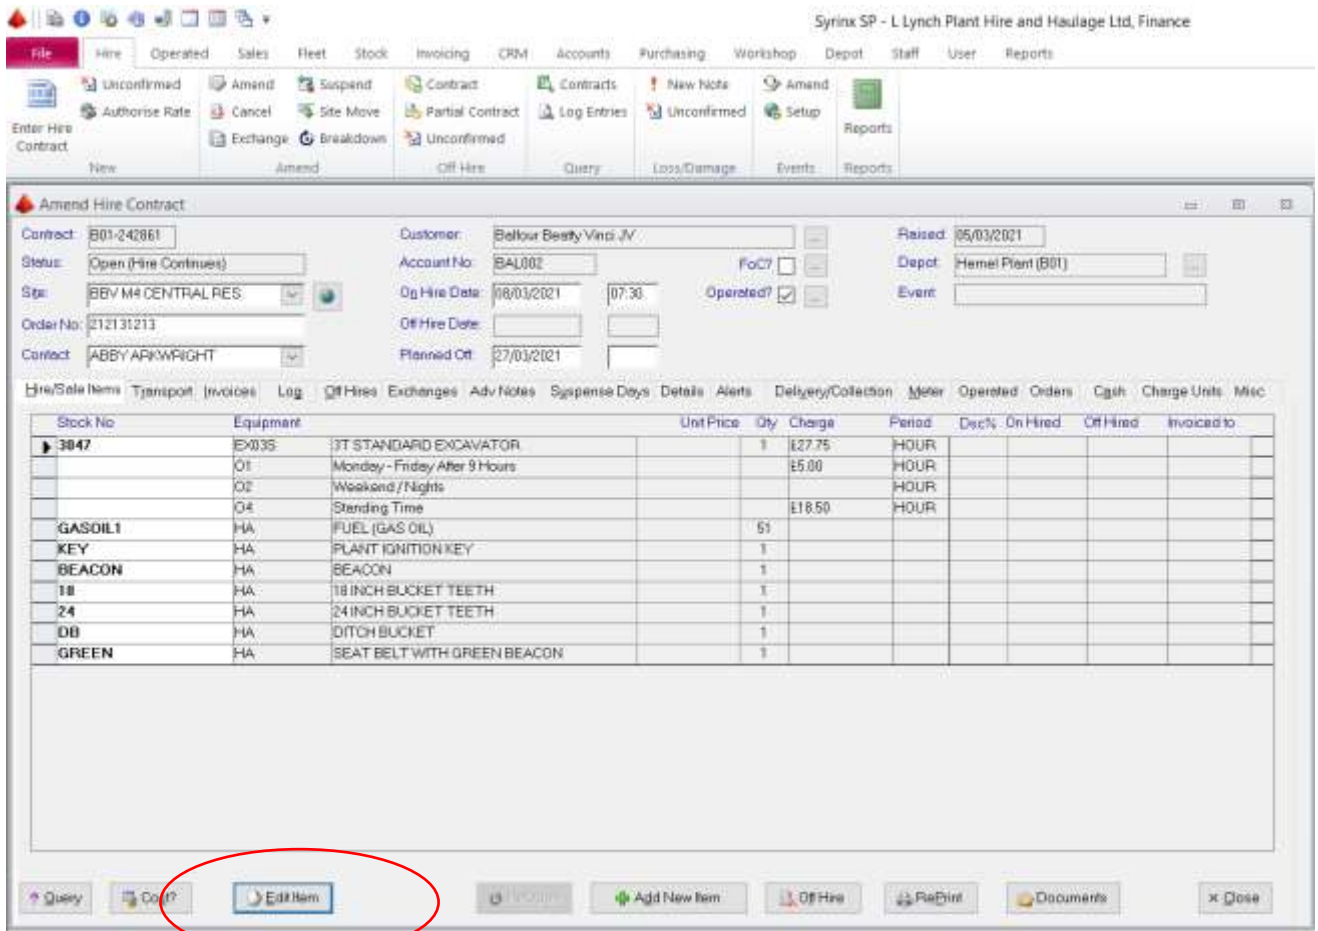 Syrinx SP - L Lynch Plant Hire and Haulage Ltd, Finance
File Hire Operated Sales Fleet Stock Invoicing CRM Accounts Purchasing Workshop Depot Staff User Reports
Unconfirmed Amend Suspend Contract Contracts New Note Amend
Authorise Rate Cancel Site Move Partial Contract Log Entries Unconfirmed Setup
Enter Hire Contract Exchange Breakdown Unconfirmed Reports
New Amend Off Hire Query Loss/Damage Events Reports
Amend Hire Contract
Contract: B01-242861 Customer: Balfour Beatty Vinci JV Raised: 05/03/2021
Status: Open (Hire Continues) Account No: BAL002 FoC? Depot: Hemel Plant (B01)
Site: BBV M4 CENTRAL RES On Hire Date: 08/03/2021 07:30 Operated? Event:
Order No: 212131213 Off Hire Date:
Contact: ABBY ARKWRIGHT Planned Off: 27/03/2021
Hire/Sale Items Transport Invoices Log Off Hires Exchanges Adv Notes Suspense Days Details Alerts Delivery/Collection Meter Operated Orders Cash Charge Units Misc
Stock No Equipment Unit Price Qty Charge Period Disc% On Hired Off Hired Invoiced to
3047 EX03S 3T STANDARD EXCAVATOR 1 £27.75 HOUR
O1 Monday - Friday After 9 Hours £5.00 HOUR
O2 Weekend / Nights HOUR
O4 Standing Time £18.50 HOUR
GASOIL1 HA FUEL (GAS OIL) 51
KEY HA PLANT IGNITION KEY 1
BEACON HA BEACON 1
18 HA 18 INCH BUCKET TEETH 1
24 HA 24 INCH BUCKET TEETH 1
DB HA DITCH BUCKET 1
GREEN HA SEAT BELT WITH GREEN BEACON 1
Query Edit Item Add New Item Off Hire RePrint Documents Close